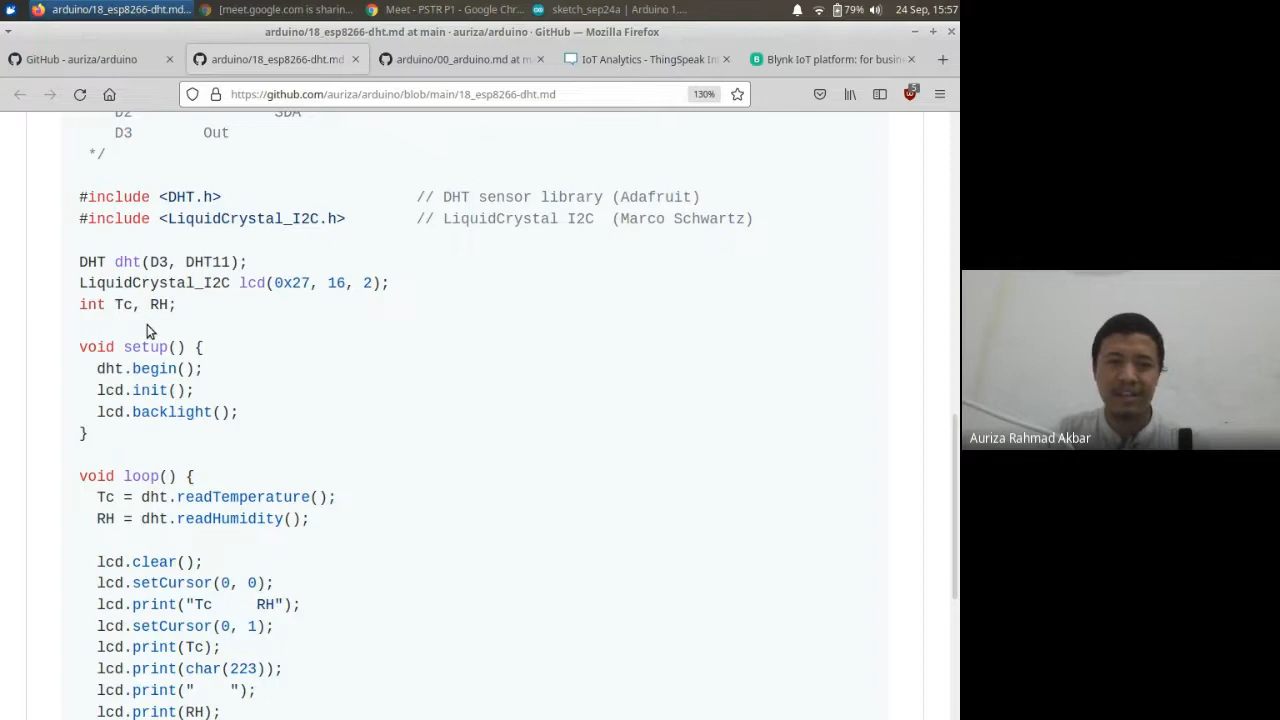 arduino/18_esp8266-dht.md...
[meet.google.com is sharin...
Meet - PSTR P1 - Google Chr...
sketch_sep24a | Arduino 1....
79%
24 Sep, 15:57
arduino/18_esp8266-dht.md at main · auriza/arduino · GitHub — Mozilla Firefox
GitHub - auriza/arduino
arduino/18_esp8266-dht.md
arduino/00_arduino.md at m
IoT Analytics - ThingSpeak In
Blynk IoT platform: for busin
https://github.com/auriza/arduino/blob/main/18_esp8266-dht.md
130%
5
D2 SDA
D3 Out
*/
#include <DHT.h> // DHT sensor library (Adafruit)
#include <LiquidCrystal_I2C.h> // LiquidCrystal I2C (Marco Schwartz)
DHT dht(D3, DHT11);
LiquidCrystal_I2C lcd(0x27, 16, 2);
int Tc, RH;
void setup() {
dht.begin();
lcd.init();
lcd.backlight();
}
void loop() {
Tc = dht.readTemperature();
RH = dht.readHumidity();
lcd.clear();
lcd.setCursor(0, 0);
lcd.print("Tc     RH");
lcd.setCursor(0, 1);
lcd.print(Tc);
lcd.print(char(223));
lcd.print("    ");
lcd.print(RH);
Auriza Rahmad Akbar